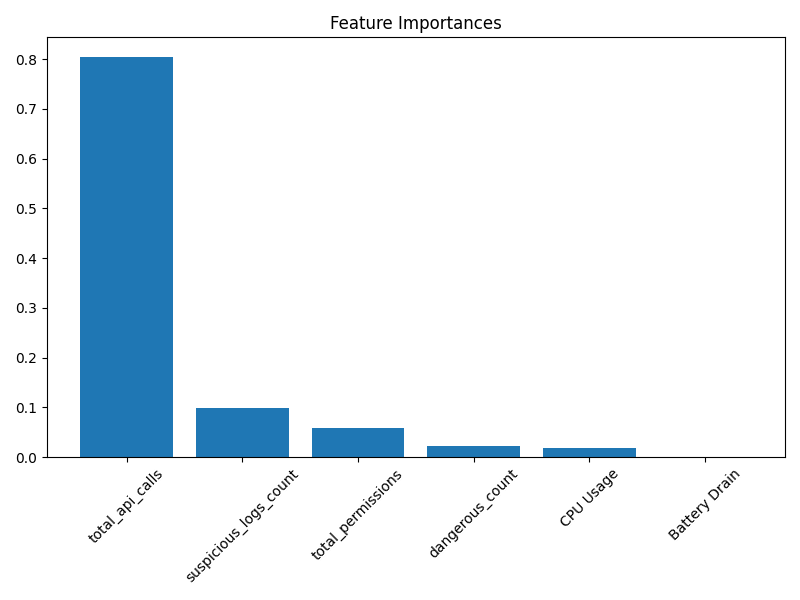 Feature Importances
0.8
0.7
0.6
0.5
0.4
0.3
0.2
0.1
0.0
total_api_calls
suspicious_logs_count
total_permissions
dangerous_count
CPU Usage
Battery Drain